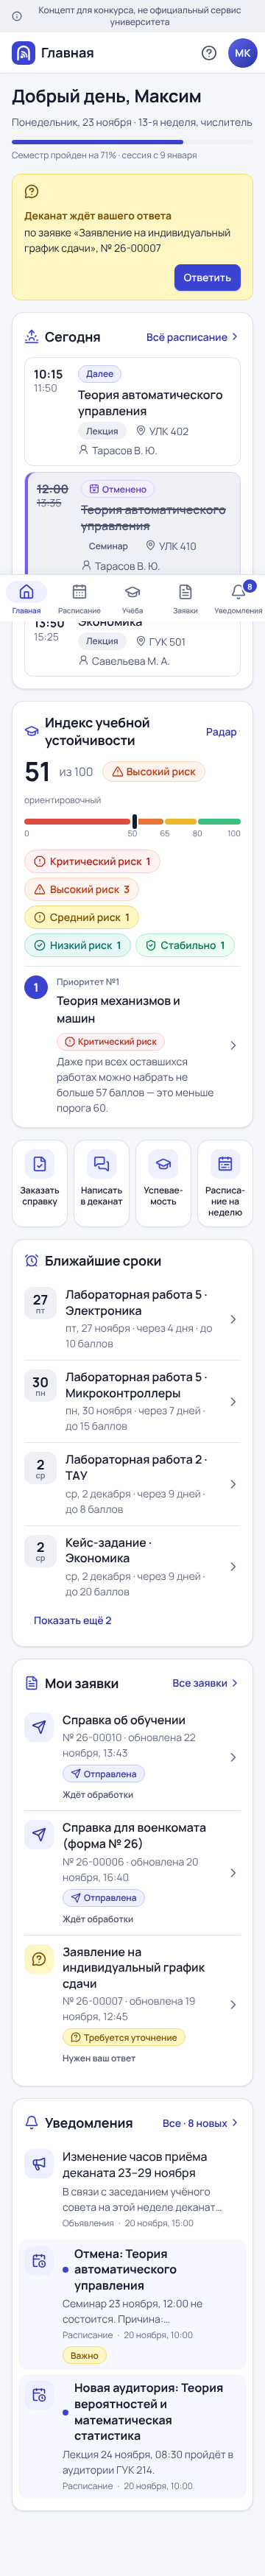 Концепт для конкурса, не официальный сервис
университета
Главная
МК
Добрый день, Максим
Понедельник, 23 ноября · 13-я неделя, числитель
Семестр пройден на 71% · сессия с 9 января
Деканат ждёт вашего ответа
по заявке «Заявление на индивидуальный
график сдачи», № 26-00007
Ответить
Сегодня
Всё расписание
10:15
11:50
Далее
Теория автоматического
управления
Лекция
УЛК 402
Тарасов В. Ю.
12:00
13:35
Отменено
Теория автоматического
управления
Семинар
УЛК 410
Тарасов В. Ю.
Главная
Расписание
Учёба
Заявки
8
Уведомления
13:50
15:25
Экономика
Лекция
ГУК 501
Савельева М. А.
Индекс учебной
устойчивости
Радар
51 из 100
Высокий риск
ориентировочный
0 50 65 80 100
Критический риск 1
Высокий риск 3
Средний риск 1
Низкий риск 1
Стабильно 1
1
Приоритет №1
Теория механизмов и
машин
Критический риск
Даже при всех оставшихся
работах можно набрать не
больше 57 баллов — это меньше
порога 60.
Заказать
справку
Написать
в деканат
Успевае-
мость
Расписа-
ние на
неделю
Ближайшие сроки
27
пт
Лабораторная работа 5 ·
Электроника
пт, 27 ноября · через 4 дня · до
10 баллов
30
пн
Лабораторная работа 5 ·
Микроконтроллеры
пн, 30 ноября · через 7 дней ·
до 15 баллов
2
ср
Лабораторная работа 2 ·
ТАУ
ср, 2 декабря · через 9 дней ·
до 8 баллов
2
ср
Кейс-задание ·
Экономика
ср, 2 декабря · через 9 дней ·
до 20 баллов
Показать ещё 2
Мои заявки
Все заявки
Справка об обучении
№ 26-00010 · обновлена 22
ноября, 13:43
Отправлена
Ждёт обработки
Справка для военкомата
(форма № 26)
№ 26-00006 · обновлена 20
ноября, 16:40
Отправлена
Ждёт обработки
Заявление на
индивидуальный график
сдачи
№ 26-00007 · обновлена 19
ноября, 12:45
Требуется уточнение
Нужен ваш ответ
Уведомления
Все · 8 новых
Изменение часов приёма
деканата 23–29 ноября
В связи с заседанием учёного
совета на этой неделе деканат…
Объявления · 20 ноября, 15:00
Отмена: Теория
автоматического
управления
Семинар 23 ноября, 12:00 не
состоится. Причина:…
Расписание · 20 ноября, 10:00
Важно
Новая аудитория: Теория
вероятностей и
математическая
статистика
Лекция 24 ноября, 08:30 пройдёт в
аудитории ГУК 214.
Расписание · 20 ноября, 10:00